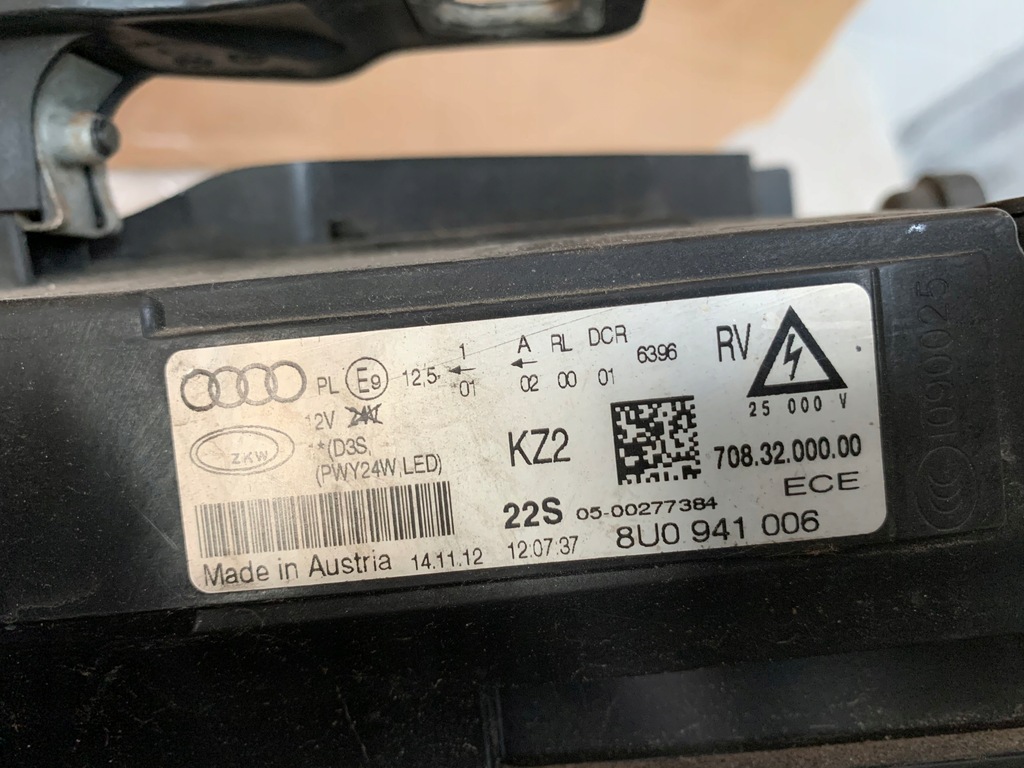 PL E9 12,5 1 ← 01 A ← 02 RL 00 DCR 01 6396 RV
12V 24V
25 000 V
ZKW
*(D3S,
(PWY24W,LED)
KZ2
708.32.000.00
ECE
22S 05-00277384
Made in Austria 14.11.12 12:07:37 8U0 941 006
CCC